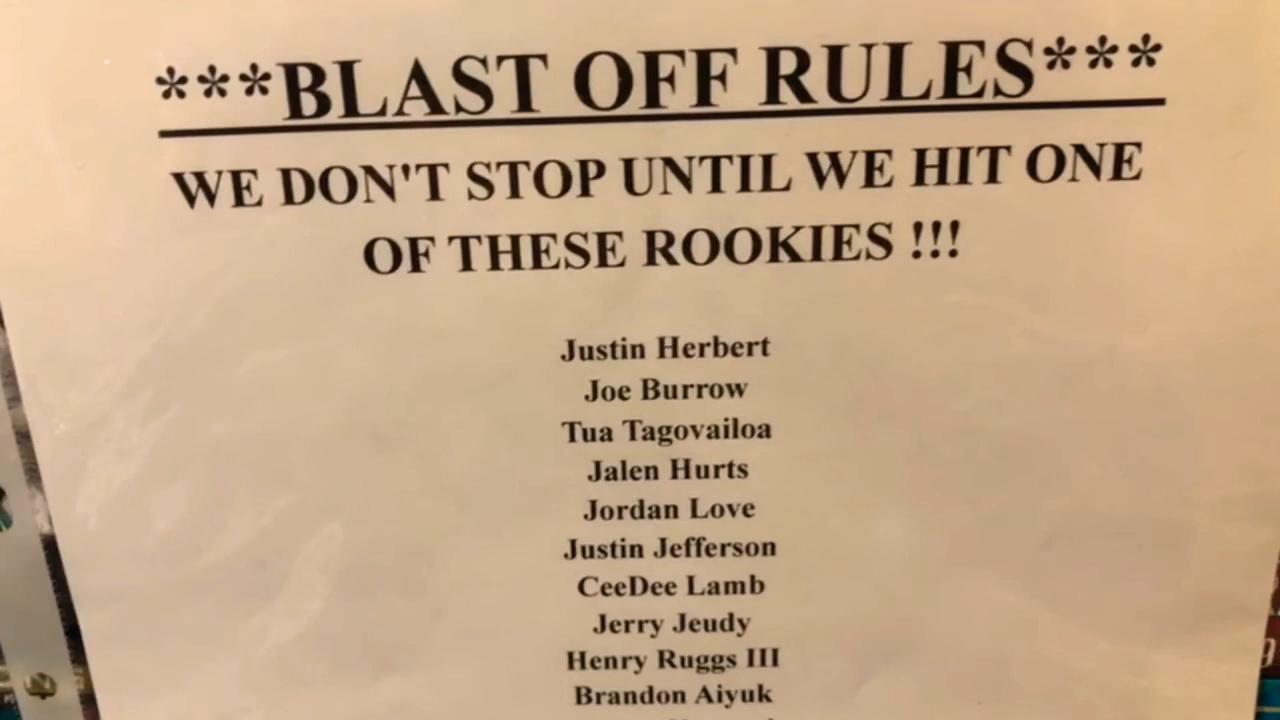 ***BLAST OFF RULES***
WE DON'T STOP UNTIL WE HIT ONE
OF THESE ROOKIES !!!
Justin Herbert
Joe Burrow
Tua Tagovailoa
Jalen Hurts
Jordan Love
Justin Jefferson
CeeDee Lamb
Jerry Jeudy
Henry Ruggs III
Brandon Aiyuk